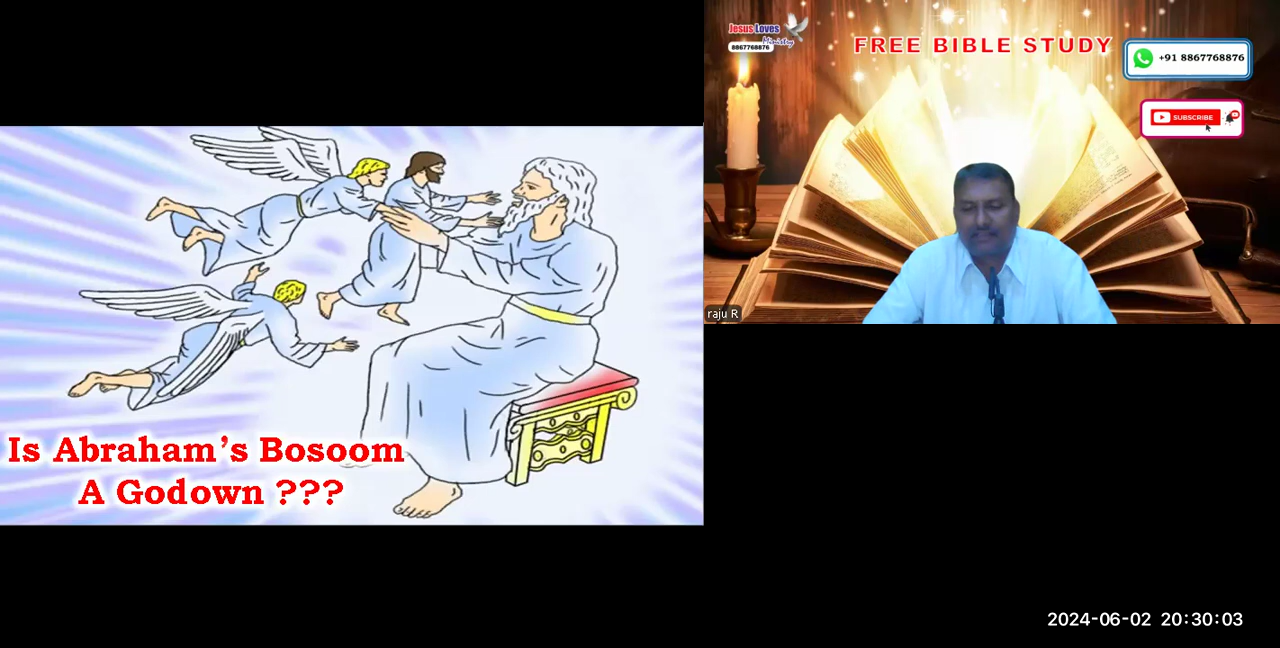 Jesus Loves
Ministry
8867768876
FREE BIBLE STUDY
+91 8867768876
SUBSCRIBE
raju R
Is Abraham's Bosoom
A Godown ???
2024-06-02 20:30:03